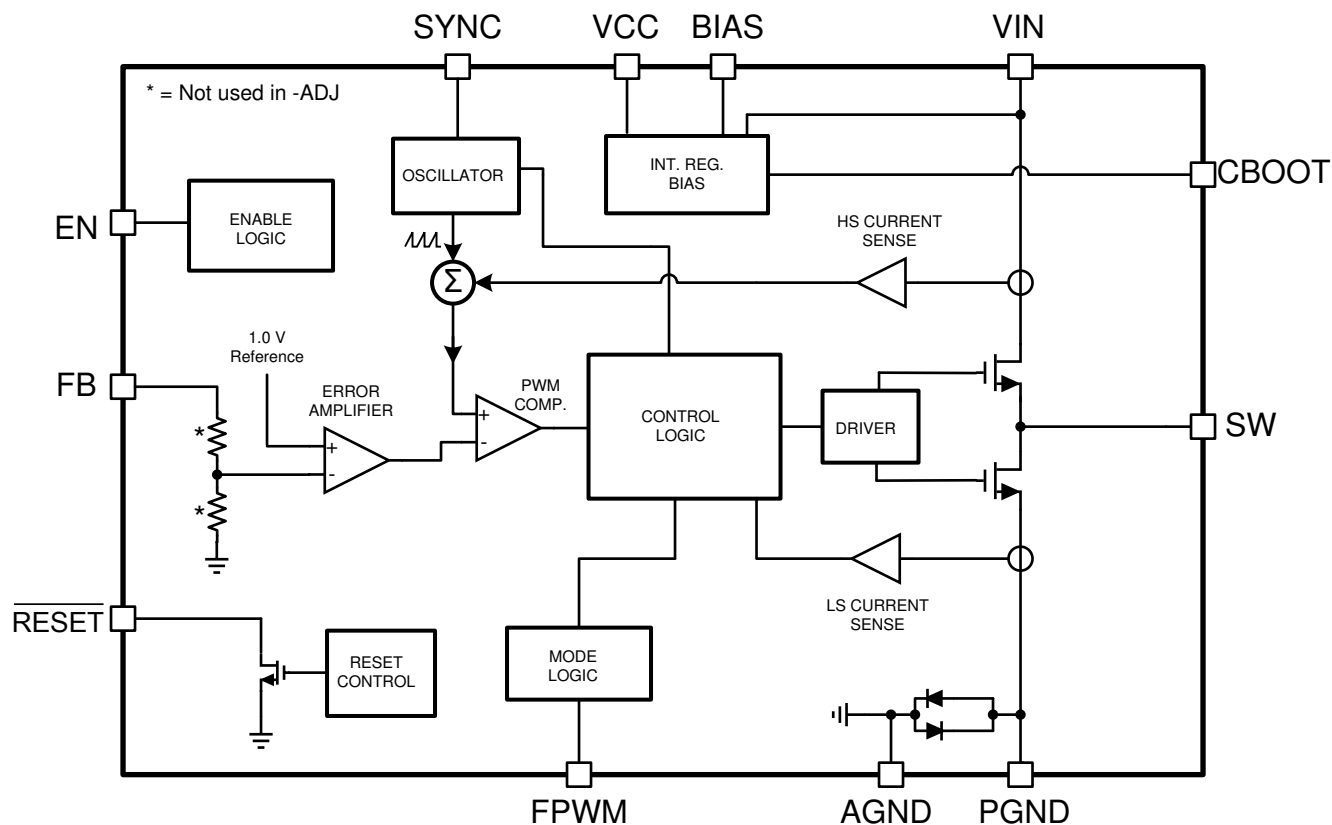 SYNC
VCC
BIAS
VIN
* = Not used in -ADJ
OSCILLATOR
INT. REG.
BIAS
CBOOT
EN
ENABLE
LOGIC
HS CURRENT
SENSE
Σ
1.0 V
Reference
FB
ERROR
AMPLIFIER
PWM
COMP.
CONTROL
LOGIC
DRIVER
SW
+
-
+
-
*
*
LS CURRENT
SENSE
RESET
RESET
CONTROL
MODE
LOGIC
FPWM
AGND
PGND